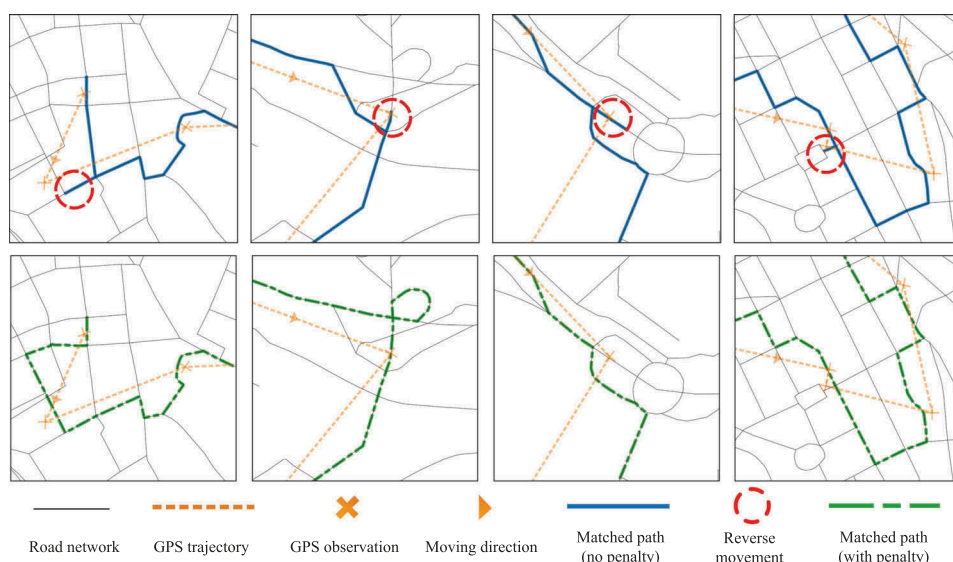 Road network
GPS trajectory
GPS observation
Moving direction
Matched path
(no penalty)
Reverse
movement
Matched path
(with penalty)